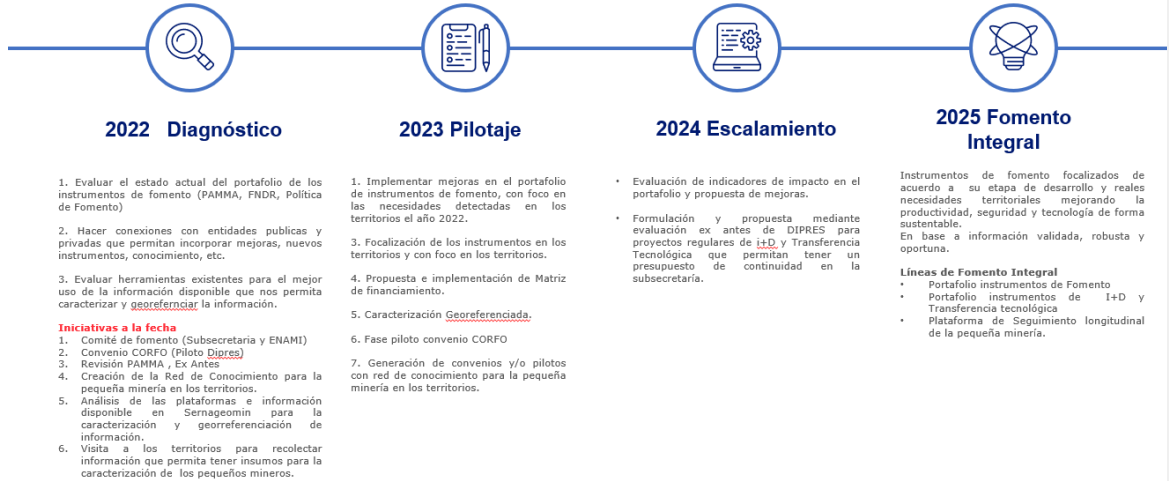 2022 Diagnóstico
1. Evaluar el estado actual del portafolio de los
instrumentos de fomento (PAMMA, FNDR, Política
de Fomento)
2. Hacer conexiones con entidades publicas y
privadas que permitan incorporar mejoras, nuevos
instrumentos, conocimiento, etc.
3. Evaluar herramientas existentes para el mejor
uso de la información disponible que nos permita
caracterizar y georefernciar la información.
Iniciativas a la fecha
1. Comité de fomento (Subsecretaria y ENAMI)
2. Convenio CORFO (Piloto Dipres)
3. Revisión PAMMA , Ex Antes
4. Creación de la Red de Conocimiento para la
pequeña minería en los territorios.
5. Análisis de las plataformas e información
disponible en Sernageomin para la
caracterización y georreferenciación de
información.
6. Visita a los territorios para recolectar
información que permita tener insumos para la
caracterización de los pequeños mineros.
2023 Pilotaje
1. Implementar mejoras en el portafolio
de instrumentos de fomento, con foco en
las necesidades detectadas en los
territorios el año 2022.
3. Focalización de los instrumentos en los
territorios y con foco en los territorios.
4. Propuesta e implementación de Matriz
de financiamiento.
5. Caracterización Georeferenciada.
6. Fase piloto convenio CORFO
7. Generación de convenios y/o pilotos
con red de conocimiento para la pequeña
minería en los territorios.
2024 Escalamiento
• Evaluación de indicadores de impacto en el
portafolio y propuesta de mejoras.
• Formulación y propuesta mediante
evaluación ex antes de DIPRES para
proyectos regulares de i+D y Transferencia
Tecnológica que permitan tener un
presupuesto de continuidad en la
subsecretaría.
2025 Fomento
Integral
Instrumentos de fomento focalizados de
acuerdo a su etapa de desarrollo y reales
necesidades territoriales mejorando la
productividad, seguridad y tecnología de forma
sustentable.
En base a información validada, robusta y
oportuna.
Líneas de Fomento Integral
• Portafolio instrumentos de Fomento
• Portafolio instrumentos de I+D y
Transferencia tecnológica
• Plataforma de Seguimiento longitudinal
de la pequeña minería.